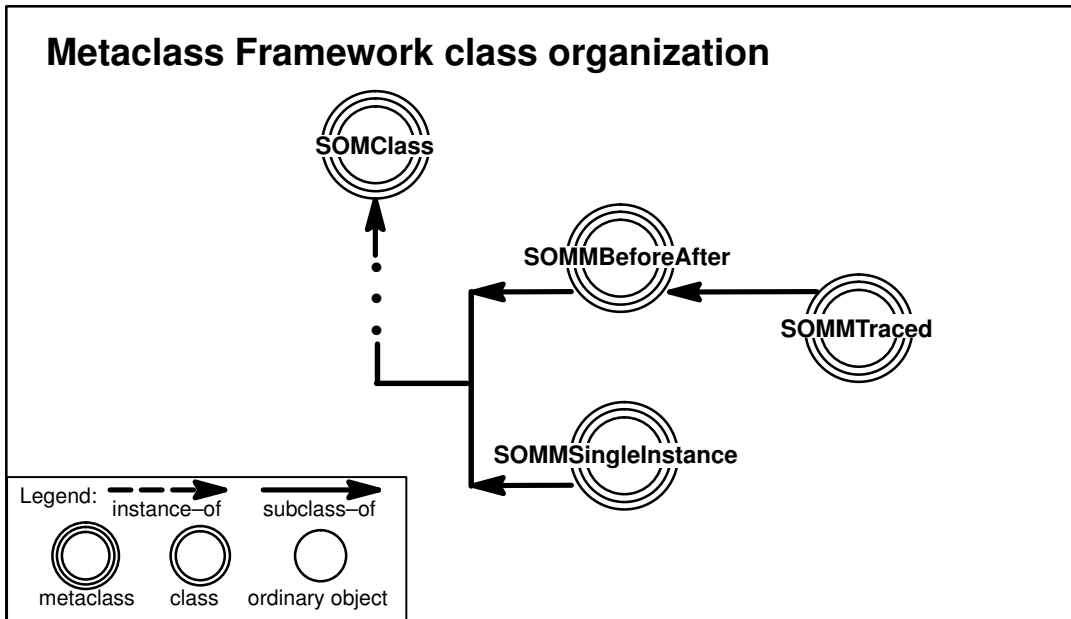 Metaclass Framework class organization
SOMClass
SOMMBeforeAfter
SOMMTraced
SOMMSingleInstance
Legend:
instance–of
subclass–of
metaclass
class
ordinary object